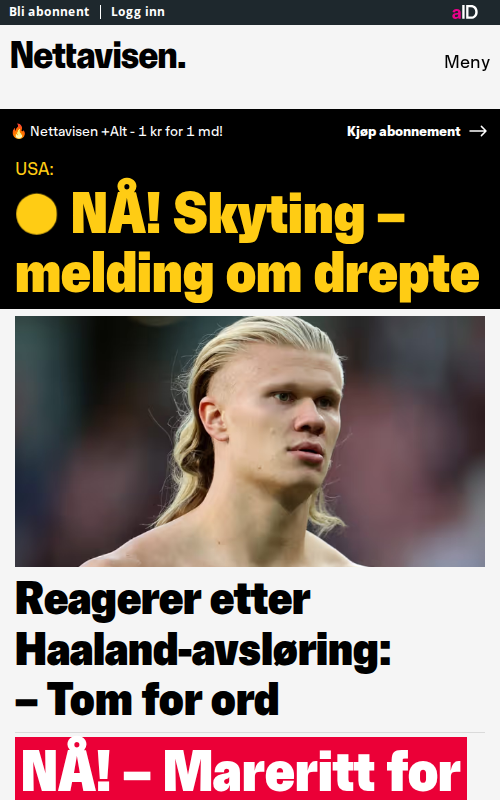 Bli abonnent | Logg inn
aID
Nettavisen.
Meny
🔥 Nettavisen +Alt - 1 kr for 1 md!
Kjøp abonnement →
USA:
NÅ! Skyting –
melding om drepte
Reagerer etter
Haaland-avsløring:
– Tom for ord
NÅ! – Mareritt for